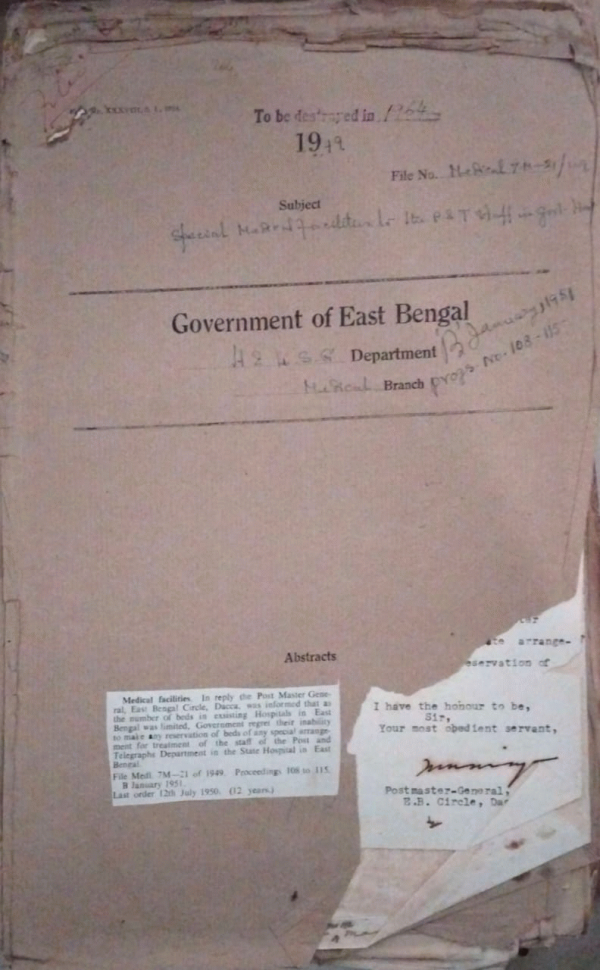 To be destroyed in 1964
1949
File No. Medical 7M-21/49
Subject
Special Medical facilities to the P & T Staff in Govt.
Government of East Bengal
Department 'B' January, 1951
Medical Branch progs. No. 108-115
Abstracts
Medical facilities. In reply the Post Master Gene-
ral, East Bengal Circle, Dacca, was informed that as
the number of beds in existing Hospitals in East
Bengal was limited, Government regret their inability
to make any reservation of beds of any special arrange-
ment for treatment of the staff of the Post and
Telegraphs Department in the State Hospital in East
Bengal.
File Medl. 7M—21 of 1949. Proceedings 108 to 115.
B January 1951.
Last order 12th July 1950. (12 years.)
arrange-
eservation of
I have the honour to be,
Sir,
Your most obedient servant,
Postmaster-General,
E.B. Circle, Dac